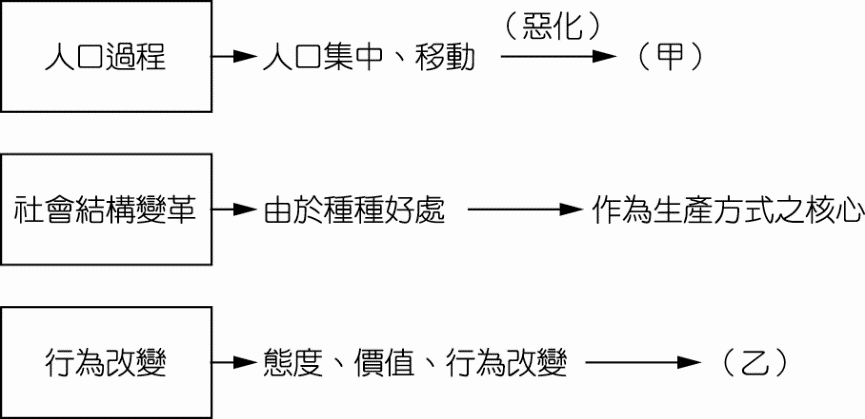 人口過程 人口集中、移動 （惡化） （甲）
社會結構變革 由於種種好處 作為生產方式之核心
行為改變 態度、價值、行為改變 （乙）